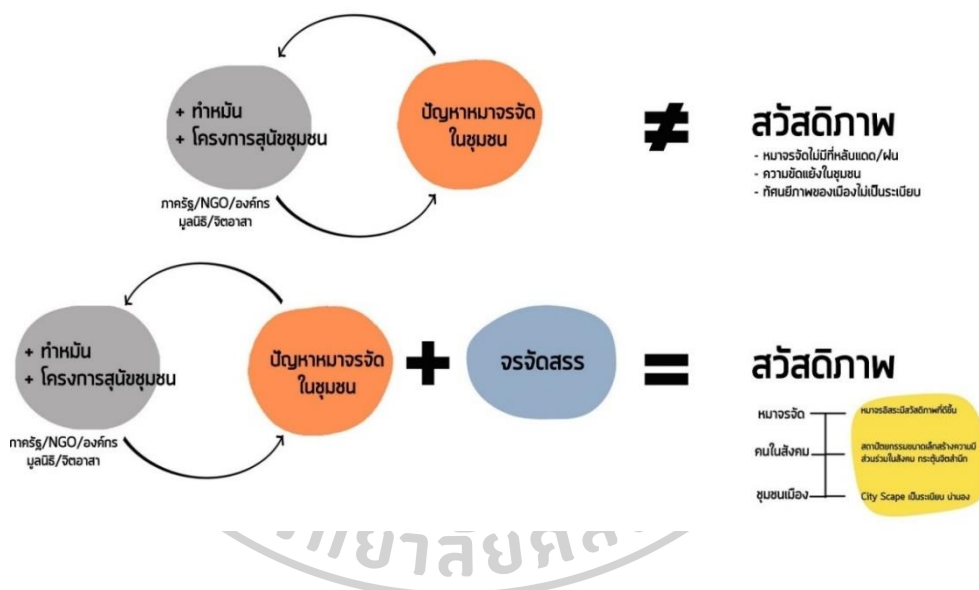 + ทำหมัน
+ โครงการสุนัขชุมชน
ภาครัฐ/NGO/องค์กร
มูลนิธิ/จิตอาสา
ปัญหาหมาจรจัด
ในชุมชน
≠
สวัสดิภาพ
- หมาจรจัดไม่มีที่หลับแดด/ฝน
- ความขัดแย้งในชุมชน
- ทัศนียภาพของเมืองไม่เป็นระเบียบ
+ ทำหมัน
+ โครงการสุนัขชุมชน
ภาครัฐ/NGO/องค์กร
มูลนิธิ/จิตอาสา
ปัญหาหมาจรจัด
ในชุมชน
+
จรจัดสรร
=
สวัสดิภาพ
หมาจรจัด
หมาจรอิสระมีสวัสดิภาพที่ดีขึ้น
คนในสังคม
สถาปัตยกรรมขนาดเล็กสร้างความมี
ส่วนร่วมในสังคม กระตุ้นจิตสำนึก
ชุมชนเมือง
City Scape เป็นระเบียบ น่ามอง